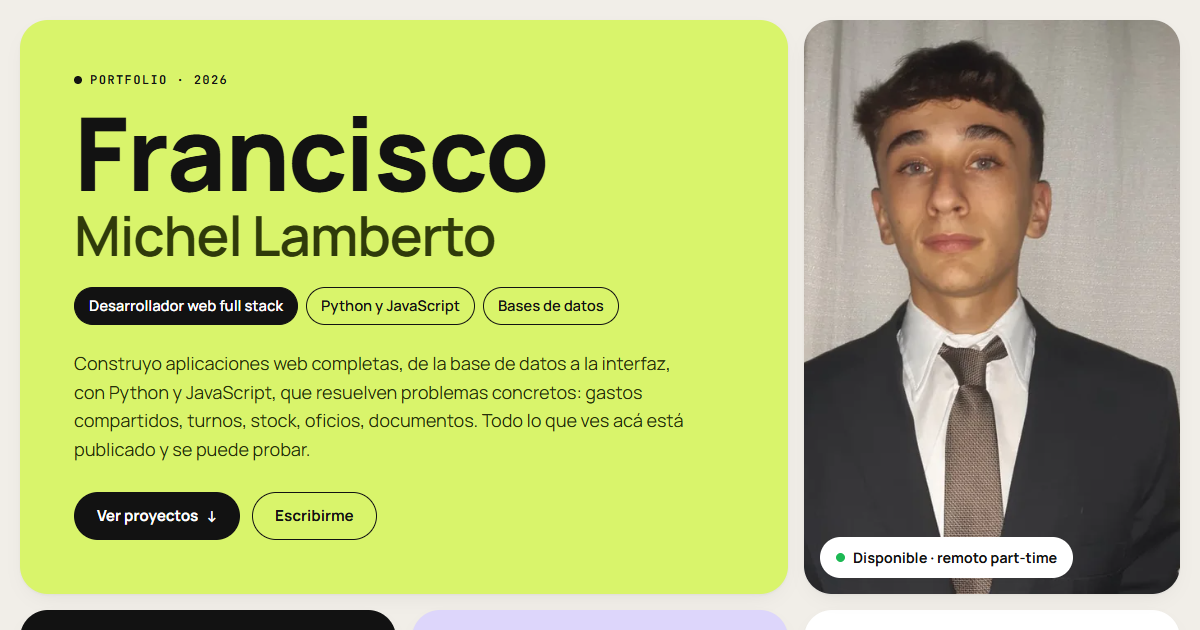 PORTFOLIO · 2026
Francisco
Michel Lamberto
Desarrollador web full stack
Python y JavaScript
Bases de datos
Construyo aplicaciones web completas, de la base de datos a la interfaz,
con Python y JavaScript, que resuelven problemas concretos: gastos
compartidos, turnos, stock, oficios, documentos. Todo lo que ves acá está
publicado y se puede probar.
Ver proyectos ↓
Escribirme
Disponible · remoto part-time